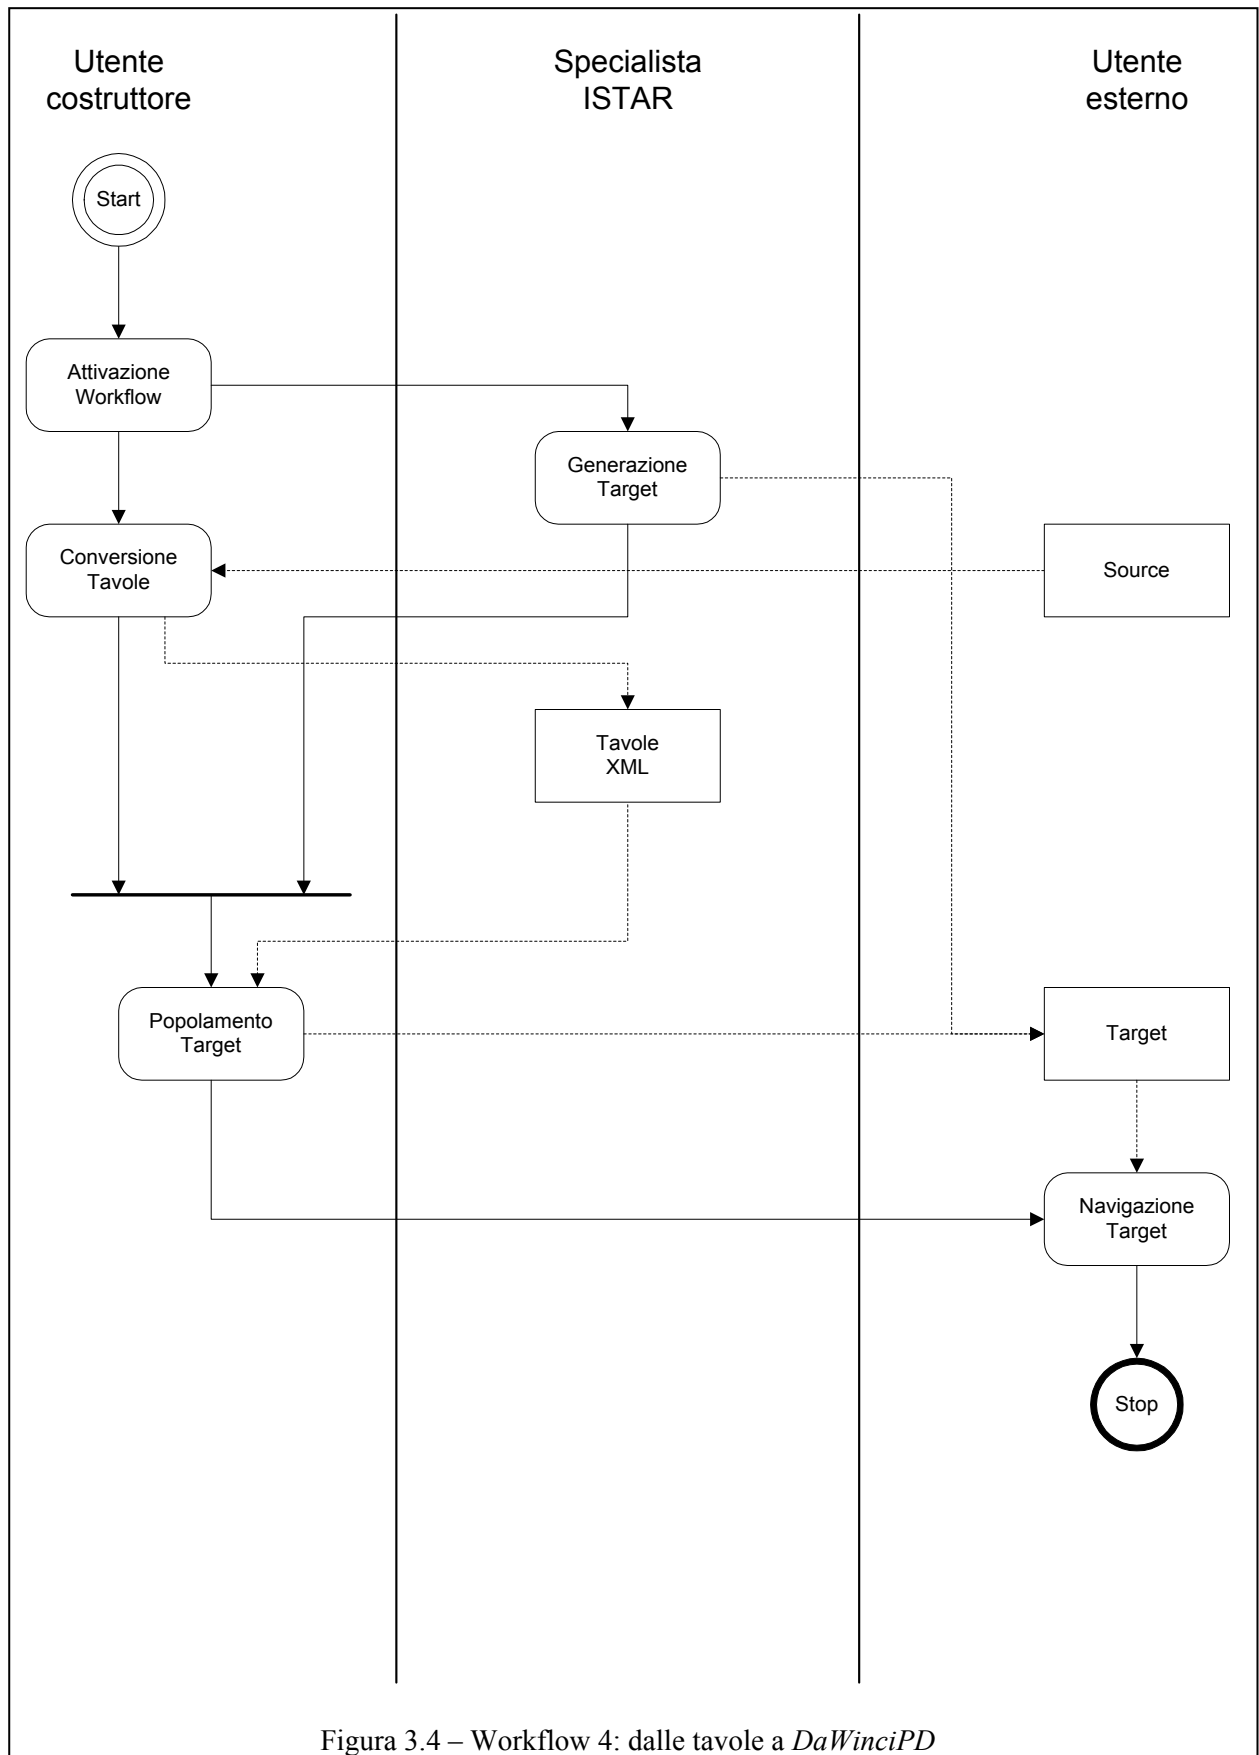 Utente
costruttore
Specialista
ISTAR
Utente
esterno
Start
Attivazione
Workflow
Generazione
Target
Conversione
Tavole
Source
Tavole
XML
Popolamento
Target
Target
Navigazione
Target
Stop
Figura 3.4 – Workflow 4: dalle tavole a DaWinciPD